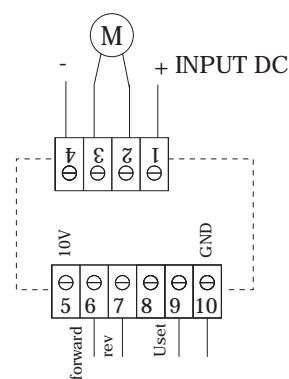 M
- + INPUT DC
4 3 2 1
10V GND
5 6 7 8 9 10
forward rev Uset